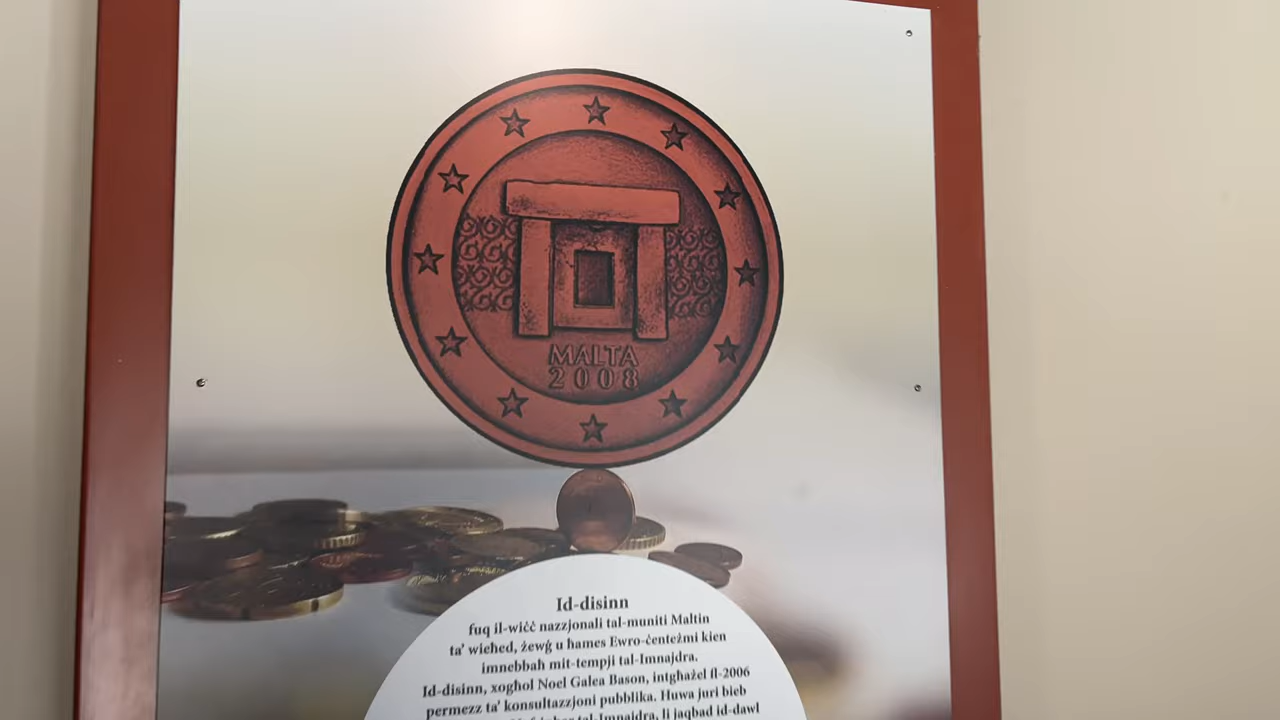 MALTA
2008
Id-disinn
fuq il-wiċċ nazzjonali tal-muniti Maltin
ta' wieħed, żewġ u ħames Ewro-ċenteżmi kien
imnebbaħ mit-tempji tal-Imnajdra.
Id-disinn, xogħol Noel Galea Bason, intgħażel fl-2006
permezz ta' konsultazzjoni pubblika. Huwa juri bieb
tal-Imnajdra, li jaqbad id-dawl